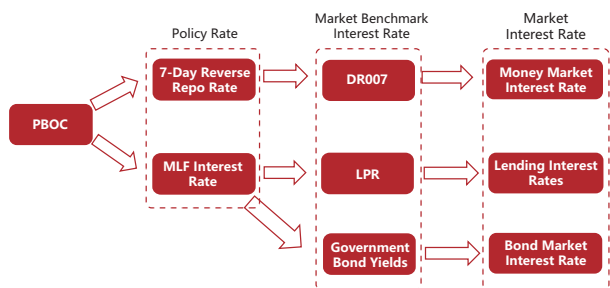 Policy Rate
Market Benchmark
Interest Rate
Market
Interest Rate
PBOC
7-Day Reverse
Repo Rate
DR007
Money Market
Interest Rate
MLF Interest
Rate
LPR
Lending Interest
Rates
Government
Bond Yields
Bond Market
Interest Rate